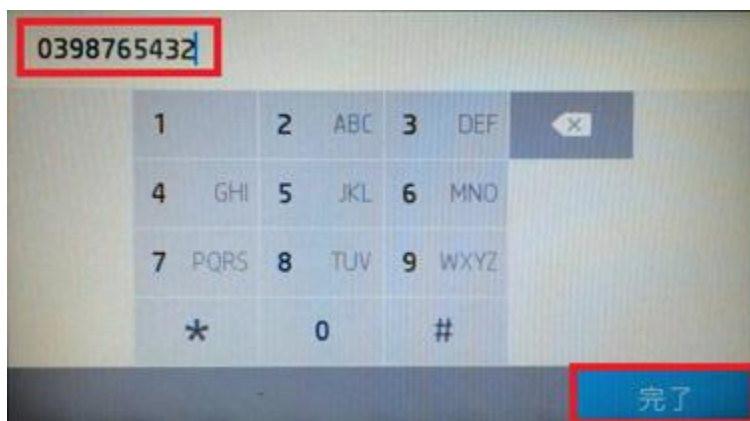 0398765432
1 2 ABC 3 DEF
4 GHI 5 JKL 6 MNO
7 PQRS 8 TUV 9 WXYZ
* 0 #
完了